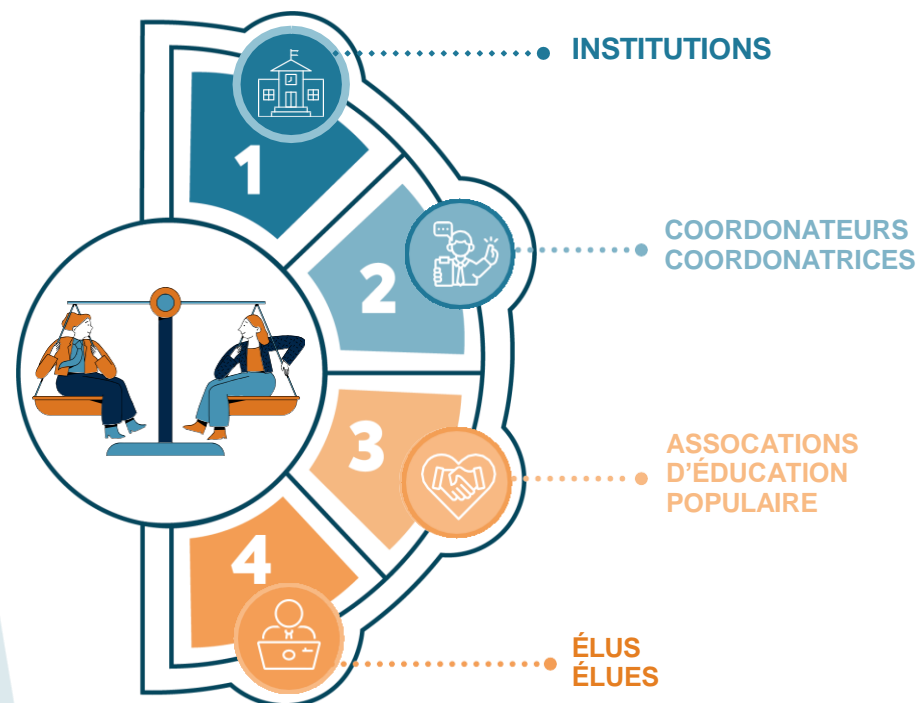 1
INSTITUTIONS
2
COORDONATEURS
COORDONATRICES
3
ASSOCATIONS
D'ÉDUCATION
POPULAIRE
4
ÉLUS
ÉLUES